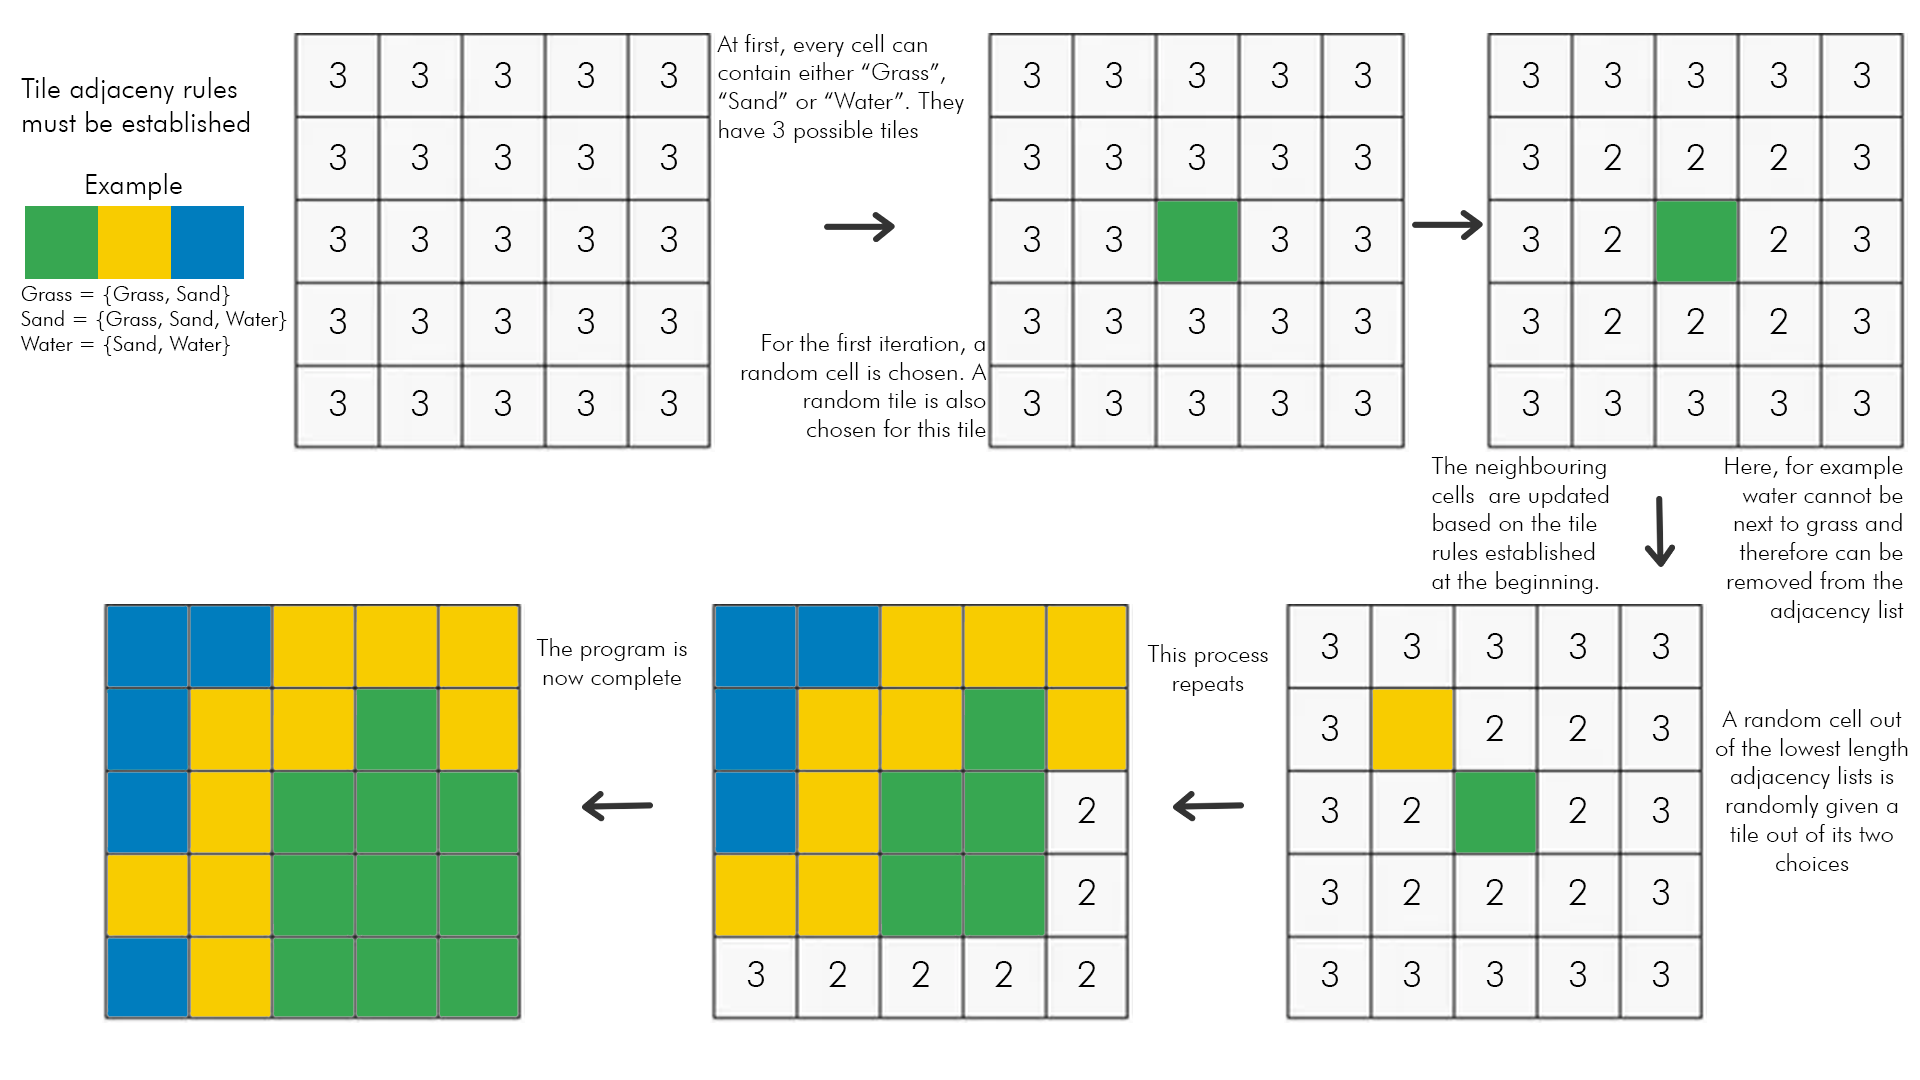 Tile adjaceny rules
must be established
Example
Grass = {Grass, Sand}
Sand = {Grass, Sand, Water}
Water = {Sand, Water}
3 3 3 3 3
3 3 3 3 3
3 3 3 3 3
3 3 3 3 3
3 3 3 3 3
At first, every cell can
contain either “Grass”,
“Sand” or “Water”. They
have 3 possible tiles
For the first iteration, a
random cell is chosen. A
random tile is also
chosen for this tile
3 3 3 3 3
3 3 3 3 3
3 3 3 3
3 3 3 3 3
3 3 3 3 3
3 3 3 3 3
3 2 2 2 3
3 2 2 3
3 2 2 2 3
3 3 3 3 3
The neighbouring
cells are updated
based on the tile
rules established
at the beginning.
Here, for example
water cannot be
next to grass and
therefore can be
removed from the
adjacency list
3 3 3 3 3
3 2 2 3
3 2 2 3
3 2 2 2 3
3 3 3 3 3
A random cell out
of the lowest length
adjacency lists is
randomly given a
tile out of its two
choices
This process
repeats
2
2
3 2 2 2 2
The program is
now complete